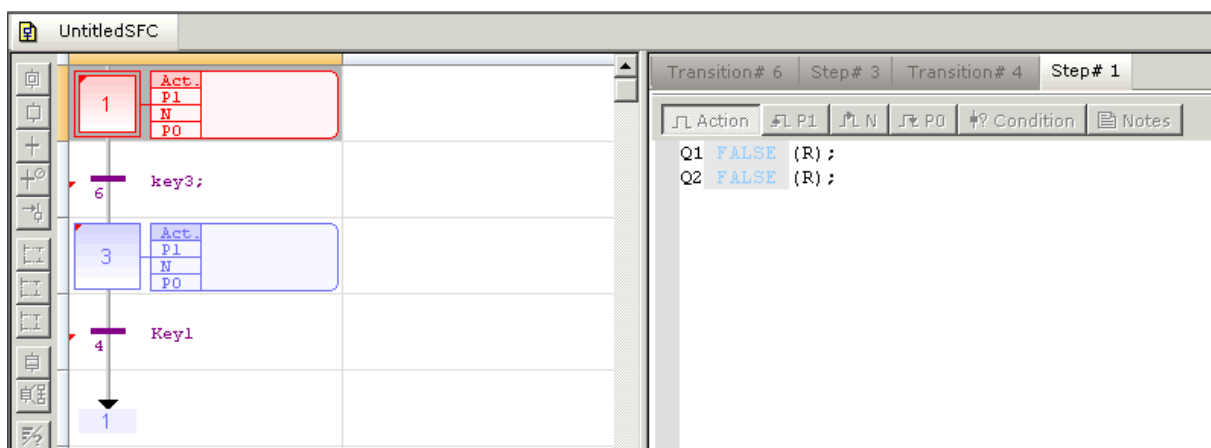 UntitledSFC
1
Act.
P1
N
P0
6
key3;
3
Act.
P1
N
P0
4
Key1
1
Transition# 6 Step# 3 Transition# 4 Step# 1
Action P1 N P0 ? Condition Notes
Q1 FALSE (R);
Q2 FALSE (R);